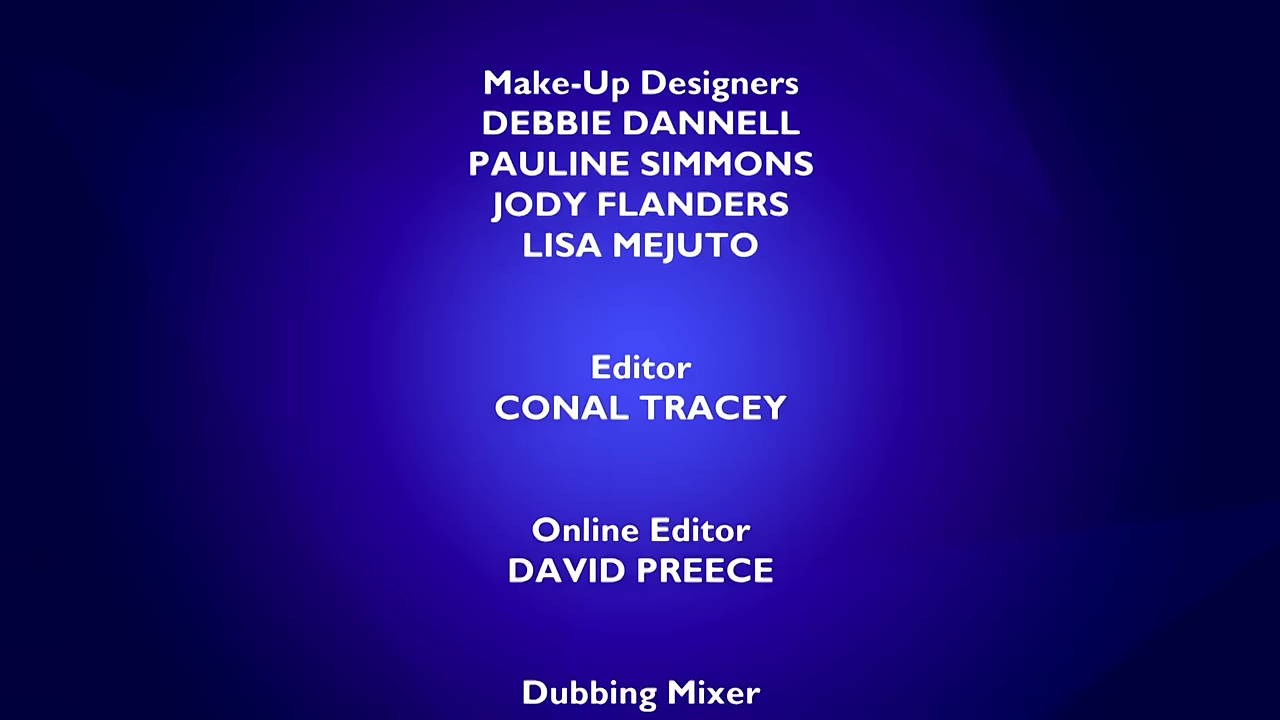 Make-Up Designers
DEBBIE DANNELL
PAULINE SIMMONS
JODY FLANDERS
LISA MEJUTO
Editor
CONAL TRACEY
Online Editor
DAVID PREECE
Dubbing Mixer